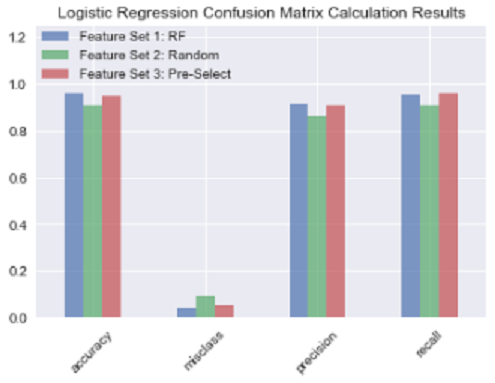 Logistic Regression Confusion Matrix Calculation Results
Feature Set 1: RF
Feature Set 2: Random
Feature Set 3: Pre-Select
1.2
1.0
0.8
0.6
0.4
0.2
0.0
accuracy
misclass
precision
recall